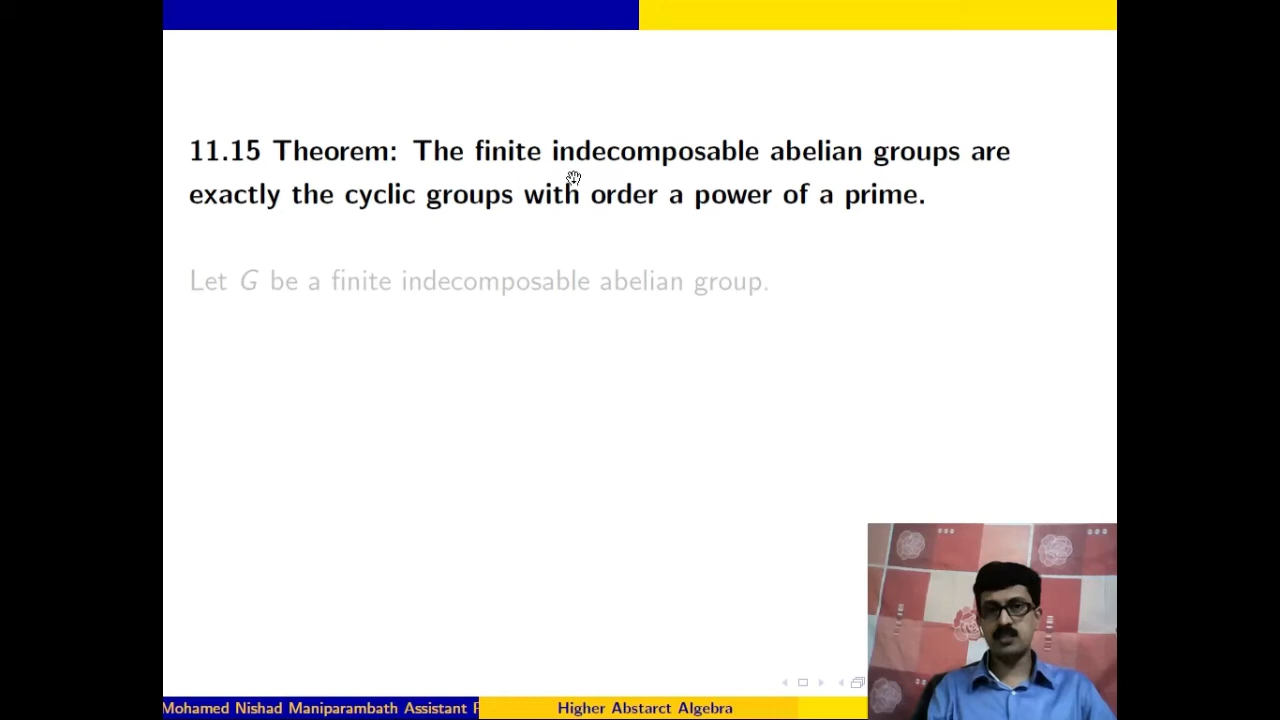 11.15 Theorem: The finite indecomposable abelian groups are
exactly the cyclic groups with order a power of a prime.
Let G be a finite indecomposable abelian group.
Mohamed Nishad Maniparambath Assistant P
Higher Abstarct Algebra